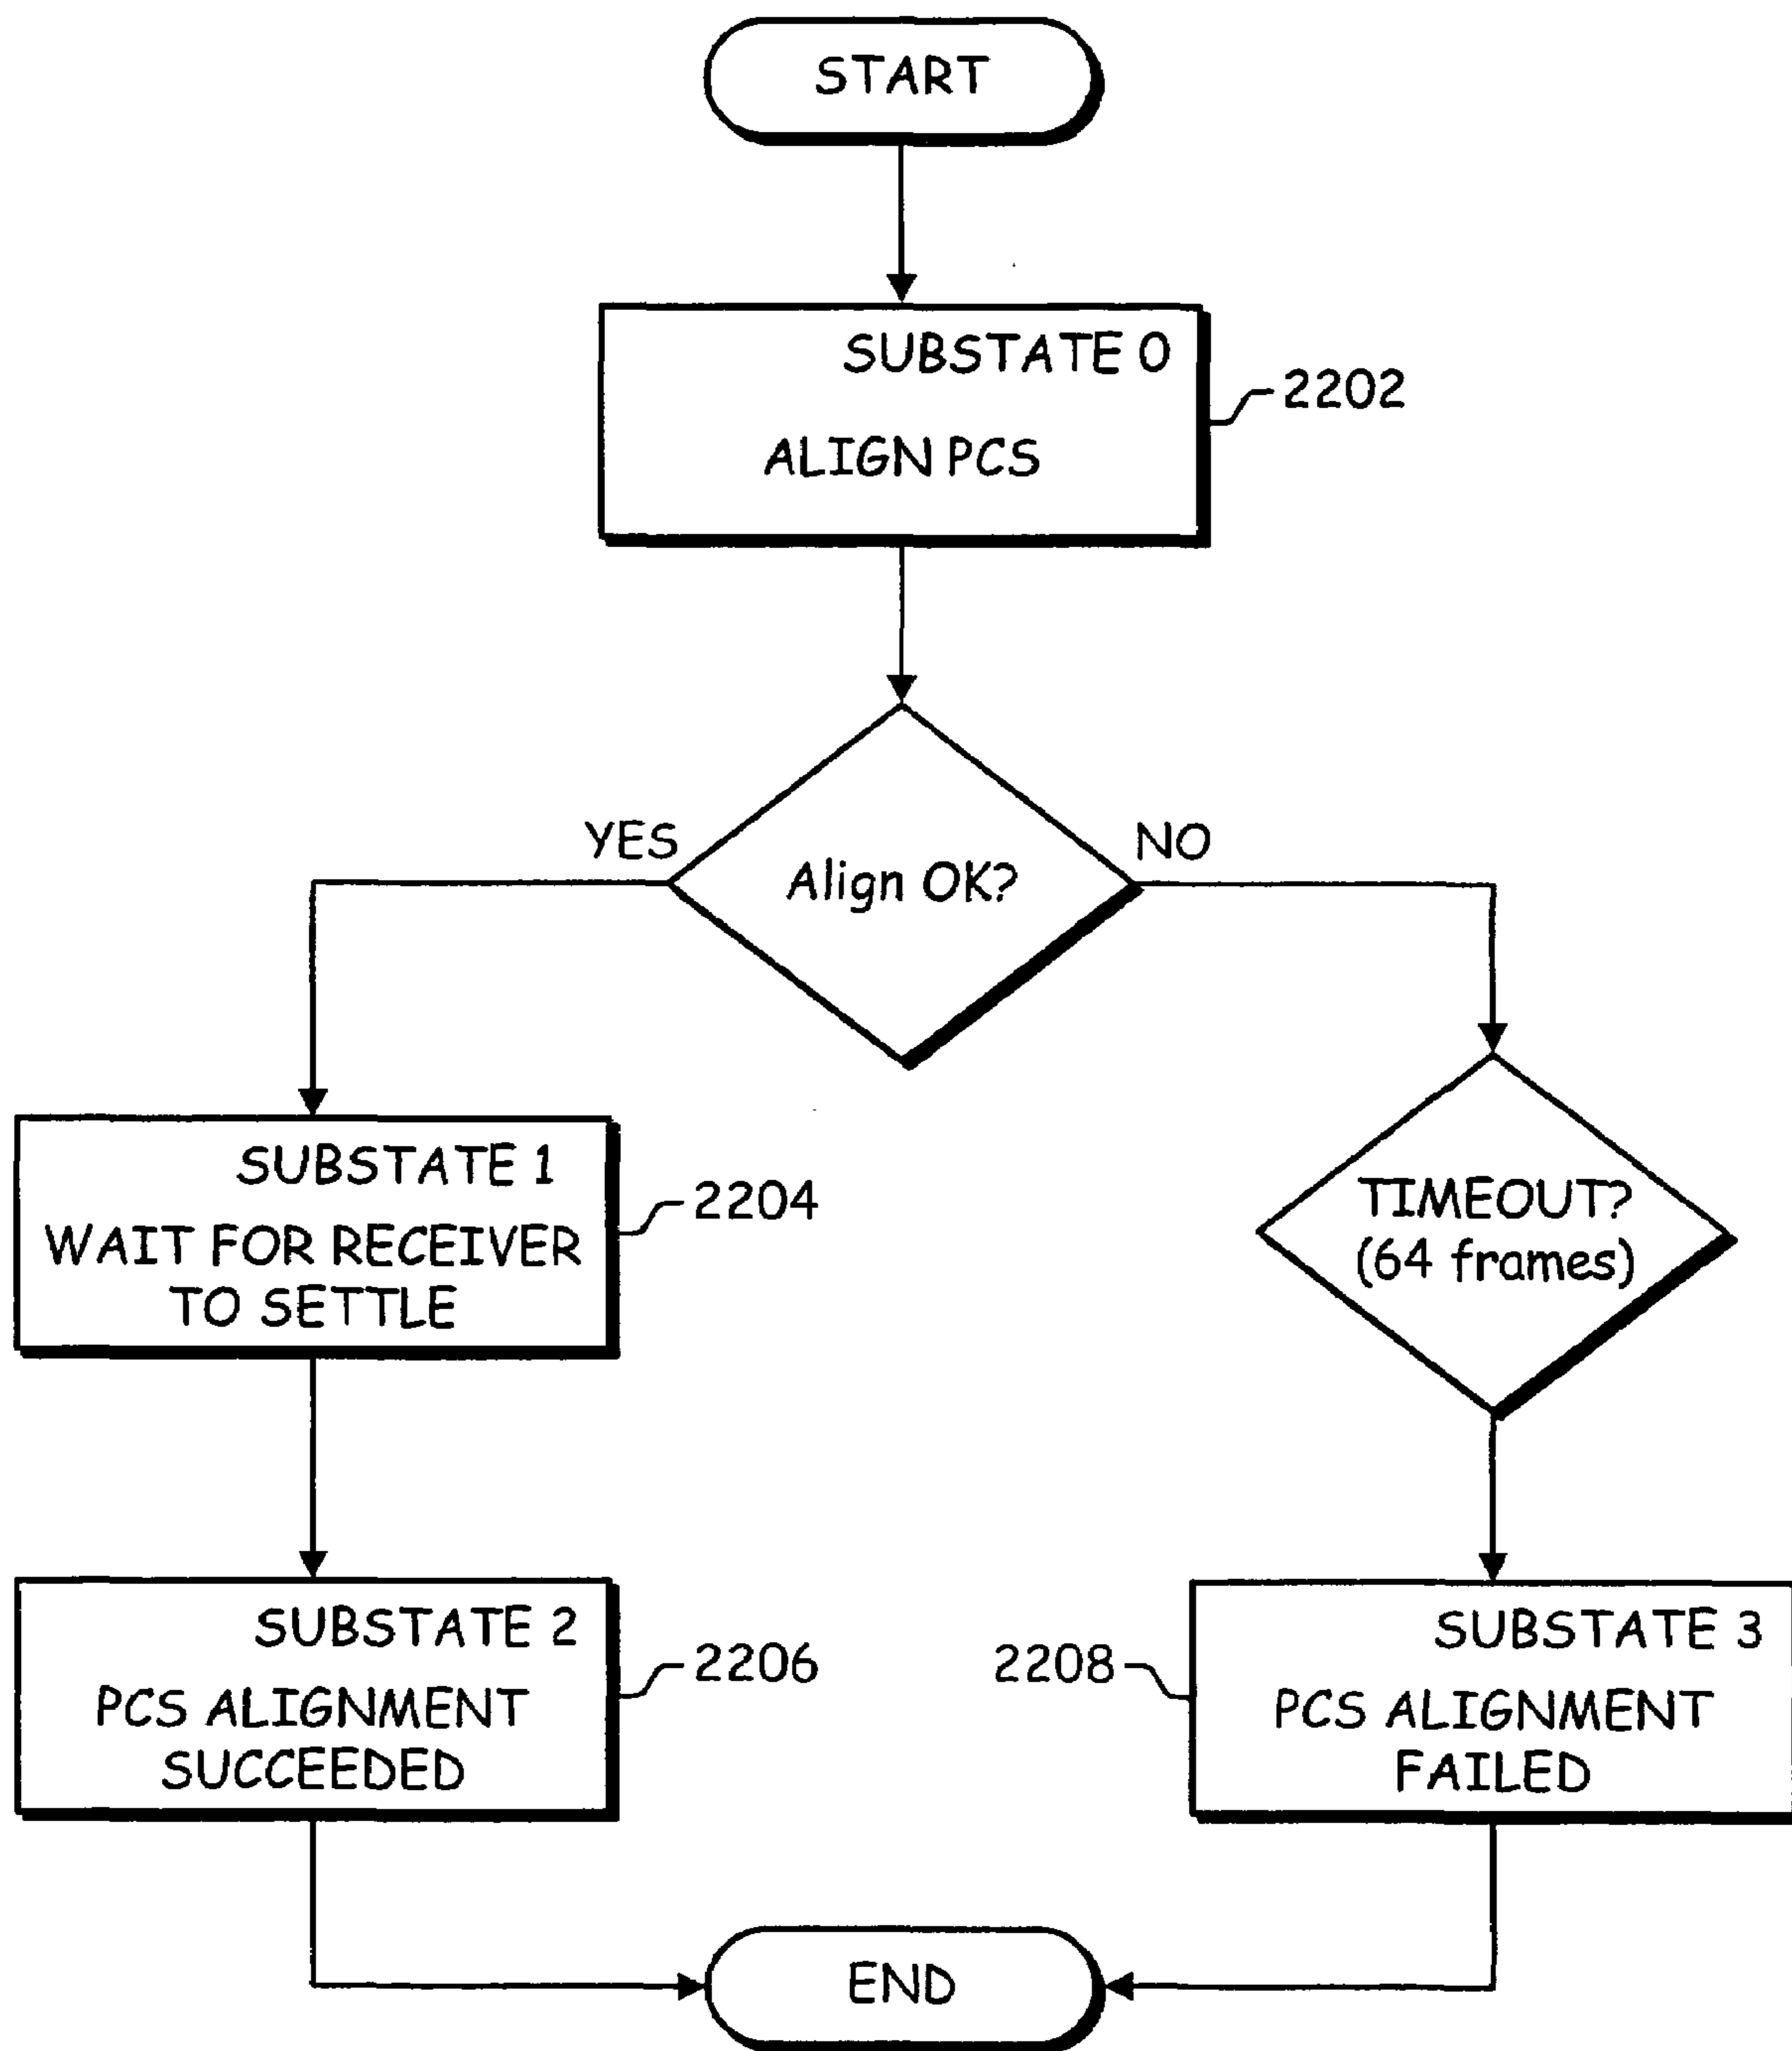 START
SUBSTATE 0
ALIGN PCS
2202
YES
Align OK?
NO
SUBSTATE 1
WAIT FOR RECEIVER
TO SETTLE
2204
TIMEOUT?
(64 frames)
SUBSTATE 2
PCS ALIGNMENT
SUCCEEDED
2206
2208
SUBSTATE 3
PCS ALIGNMENT
FAILED
END